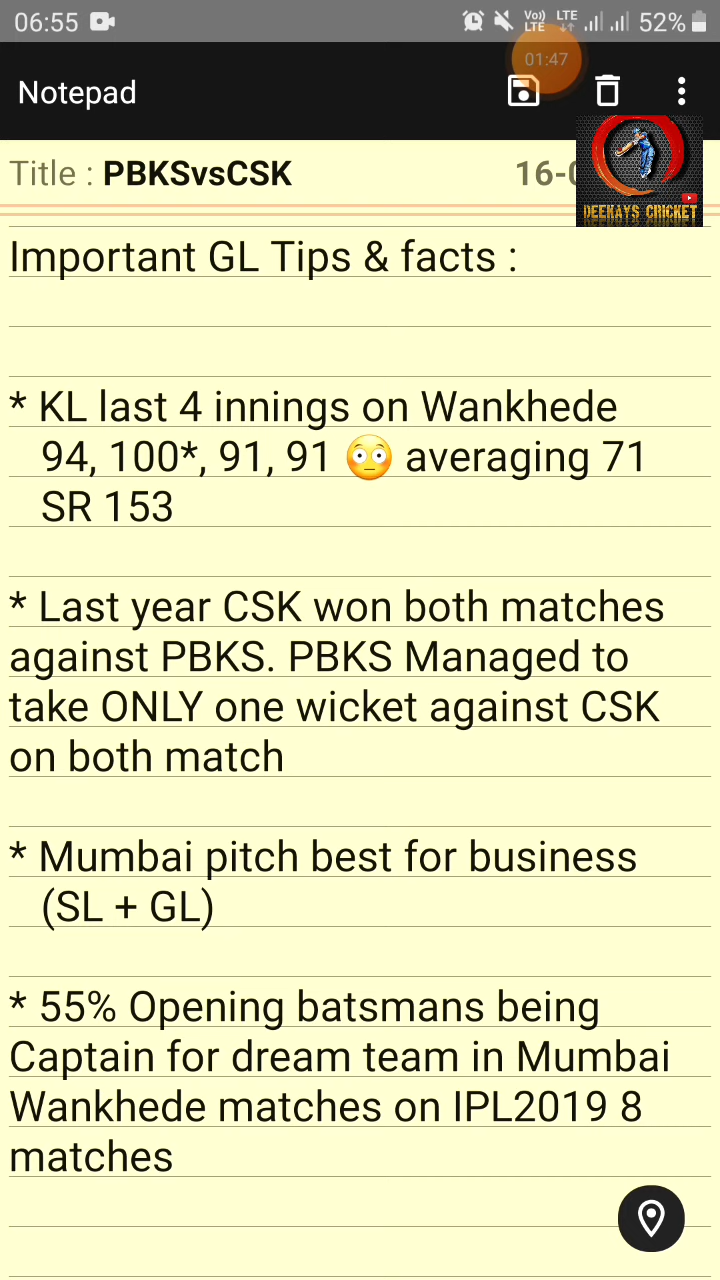 06:55 Vo)) LTE LTE 52%
01:47
Notepad
Title : PBKSvsCSK 16-0
DEEKAYS CRICKET
Important GL Tips & facts :
* KL last 4 innings on Wankhede
94, 100*, 91, 91 😳 averaging 71
SR 153
* Last year CSK won both matches
against PBKS. PBKS Managed to
take ONLY one wicket against CSK
on both match
* Mumbai pitch best for business
(SL + GL)
* 55% Opening batsmans being
Captain for dream team in Mumbai
Wankhede matches on IPL2019 8
matches